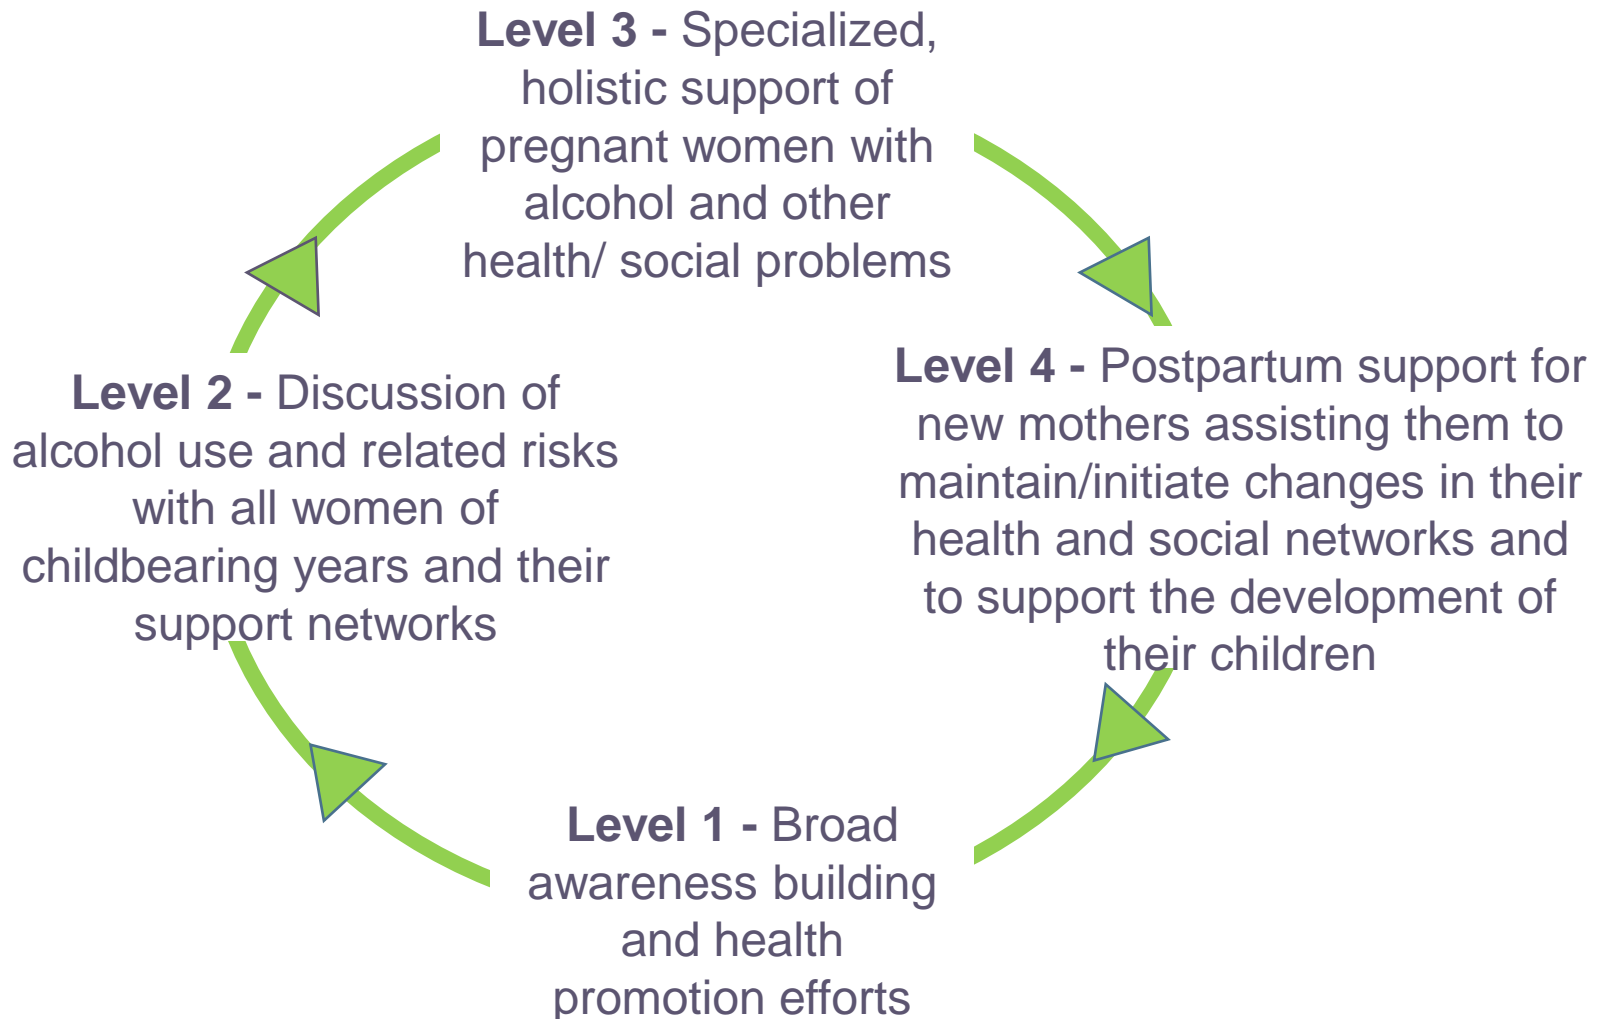 Level 3 - Specialized,
holistic support of
pregnant women with
alcohol and other
health/ social problems
Level 4 - Postpartum support for
new mothers assisting them to
maintain/initiate changes in their
health and social networks and
to support the development of
their children
Level 2 - Discussion of
alcohol use and related risks
with all women of
childbearing years and their
support networks
Level 1 - Broad
awareness building
and health
promotion efforts